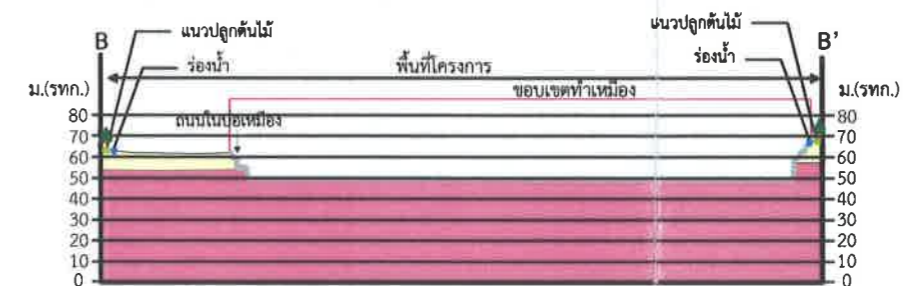 แนวปลูกต้นไม้ แนวปลูกต้นไม้
B B'
ร่องน้ำ พื้นที่โครงการ ร่องน้ำ
ม.(รทก.) ขอบเขตทำเหมือง ม.(รทก.)
80 80
ถนนในบ่อเหมือง
70 70
60 60
50 50
40 40
30 30
20 20
10 10
0 0